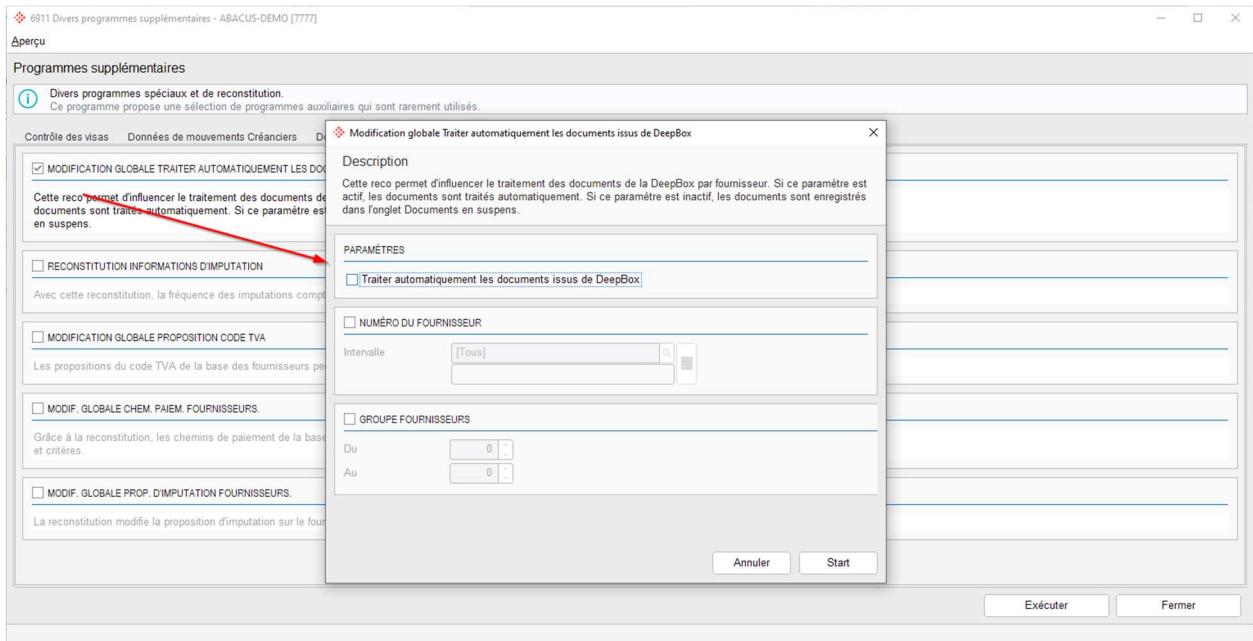 6911 Divers programmes supplémentaires - ABACUS-DEMO [7777]
Aperçu
Programmes supplémentaires
Divers programmes spéciaux et de reconstitution.
Ce programme propose une sélection de programmes auxiliaires qui sont rarement utilisés.
Contrôle des visas Données de mouvements Créanciers
MODIFICATION GLOBALE TRAITER AUTOMATIQUEMENT LES
Cette reco permet d'influencer le traitement des documents de
documents sont traités automatiquement. Si ce paramètre est
en suspens.
RECONSTITUTION INFORMATIONS D'IMPUTATION
Avec cette reconstitution, la fréquence des imputations
MODIFICATION GLOBALE PROPOSITION CODE TVA
Les propositions du code TVA de la base des fournisseurs
MODIF. GLOBALE CHEM. PAIEM. FOURNISSEURS.
Grâce à la reconstitution, les chemins de paiement de la base
et critères.
MODIF. GLOBALE PROP. D'IMPUTATION FOURNISSEURS.
La reconstitution modifie la proposition d'imputation sur le
Modification globale Traiter automatiquement les documents issus de DeepBox
Description
Cette reco permet d'influencer le traitement des documents de la DeepBox par fournisseur. Si ce paramètre est
actif, les documents sont traités automatiquement. Si ce paramètre est inactif, les documents sont enregistrés
dans l'onglet Documents en suspens.
PARAMÈTRES
Traiter automatiquement les documents issus de DeepBox
NUMÉRO DU FOURNISSEUR
Intervalle [Tous]
GROUPE FOURNISSEURS
Du 0
Au 0
Annuler Start
Exécuter Fermer